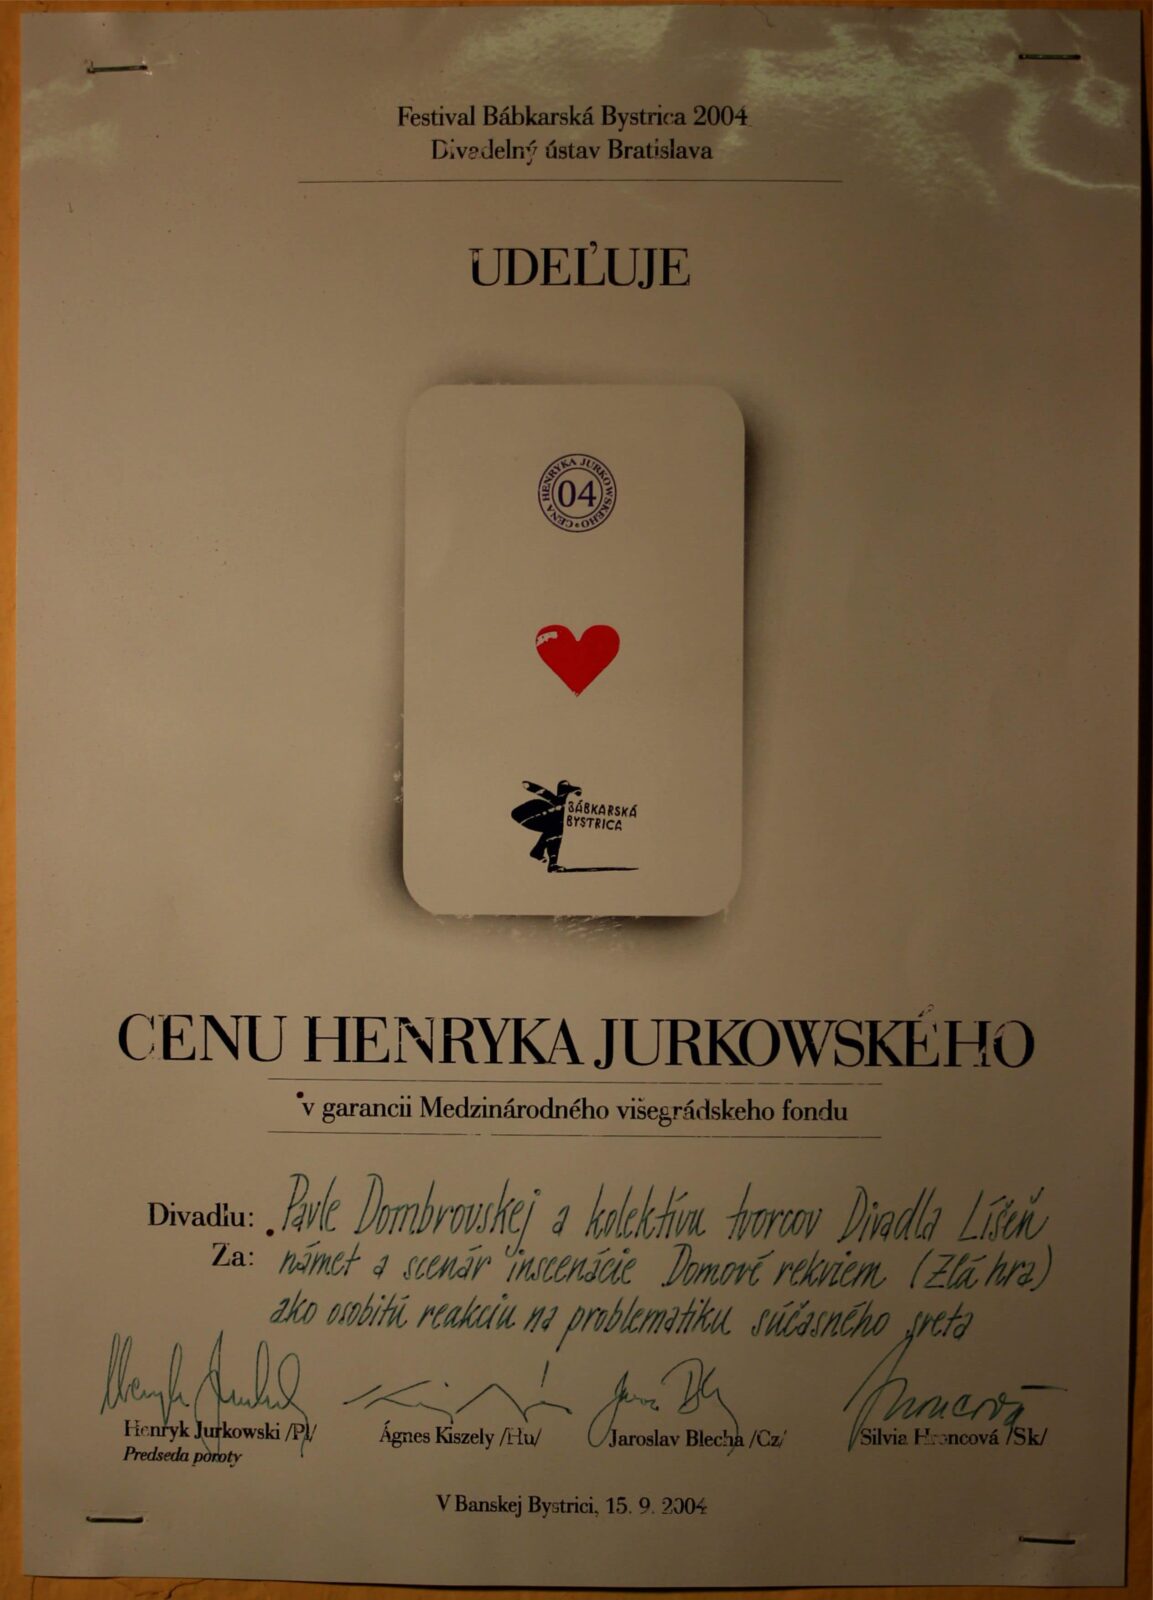 Festival Bábkarská Bystrica 2004
Divadelný ústav Bratislava
UDEĽUJE
CENA HENRYKA JURKOWSKÉHO
04
BÁBKARSKÁ
BYSTRICA
CENU HENRYKA JURKOWSKÉHO
v garancii Medzinárodného višegrádskeho fondu
Divadlu: Pavle Dombrovskej a kolektívu tvorcov Divadla Líšeň
Za: námet a scenár inscenácie Domové rekviem (Zlá hra)
ako osobitú reakciu na problematiku súčasného sveta
Henryk Jurkowski /Pl/ Ágnes Kiszely /Hu/ Jaroslav Blecha /Cz/ Silvia Hroncová /Sk/
Predseda poroty
V Banskej Bystrici, 15. 9. 2004